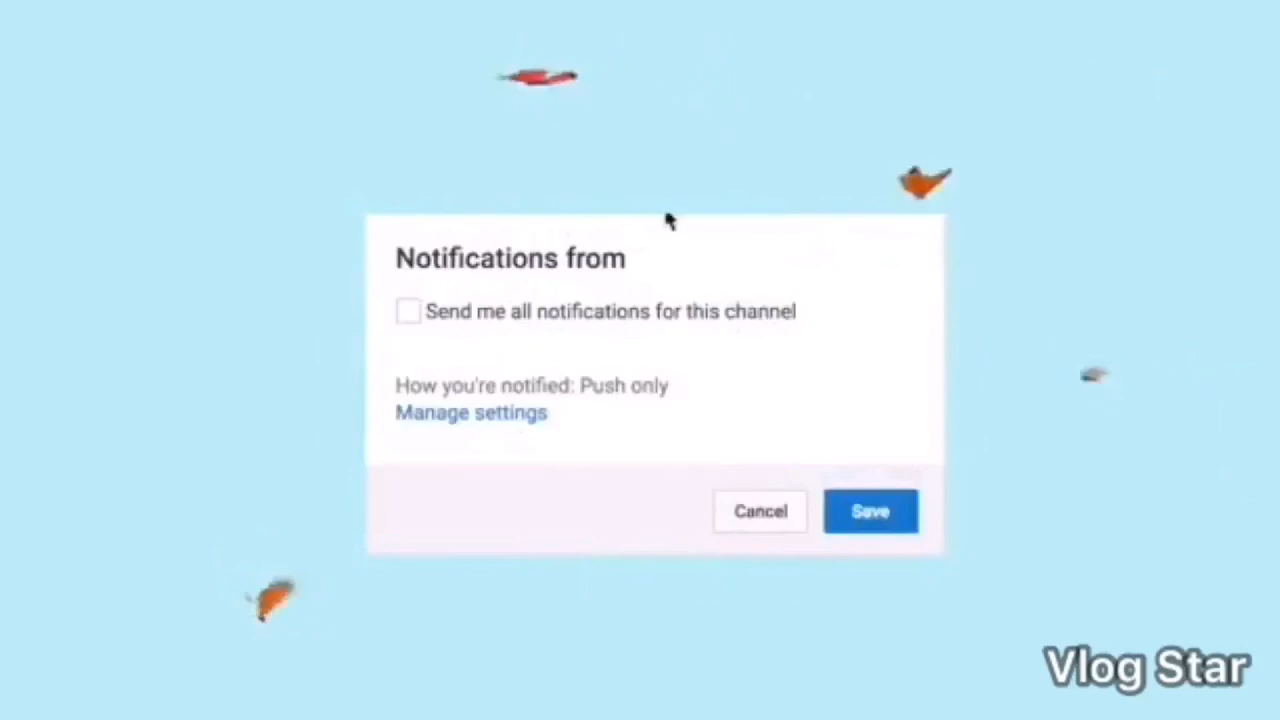 Notifications from
Send me all notifications for this channel
How you're notified: Push only
Manage settings
Cancel
Save
Vlog Star